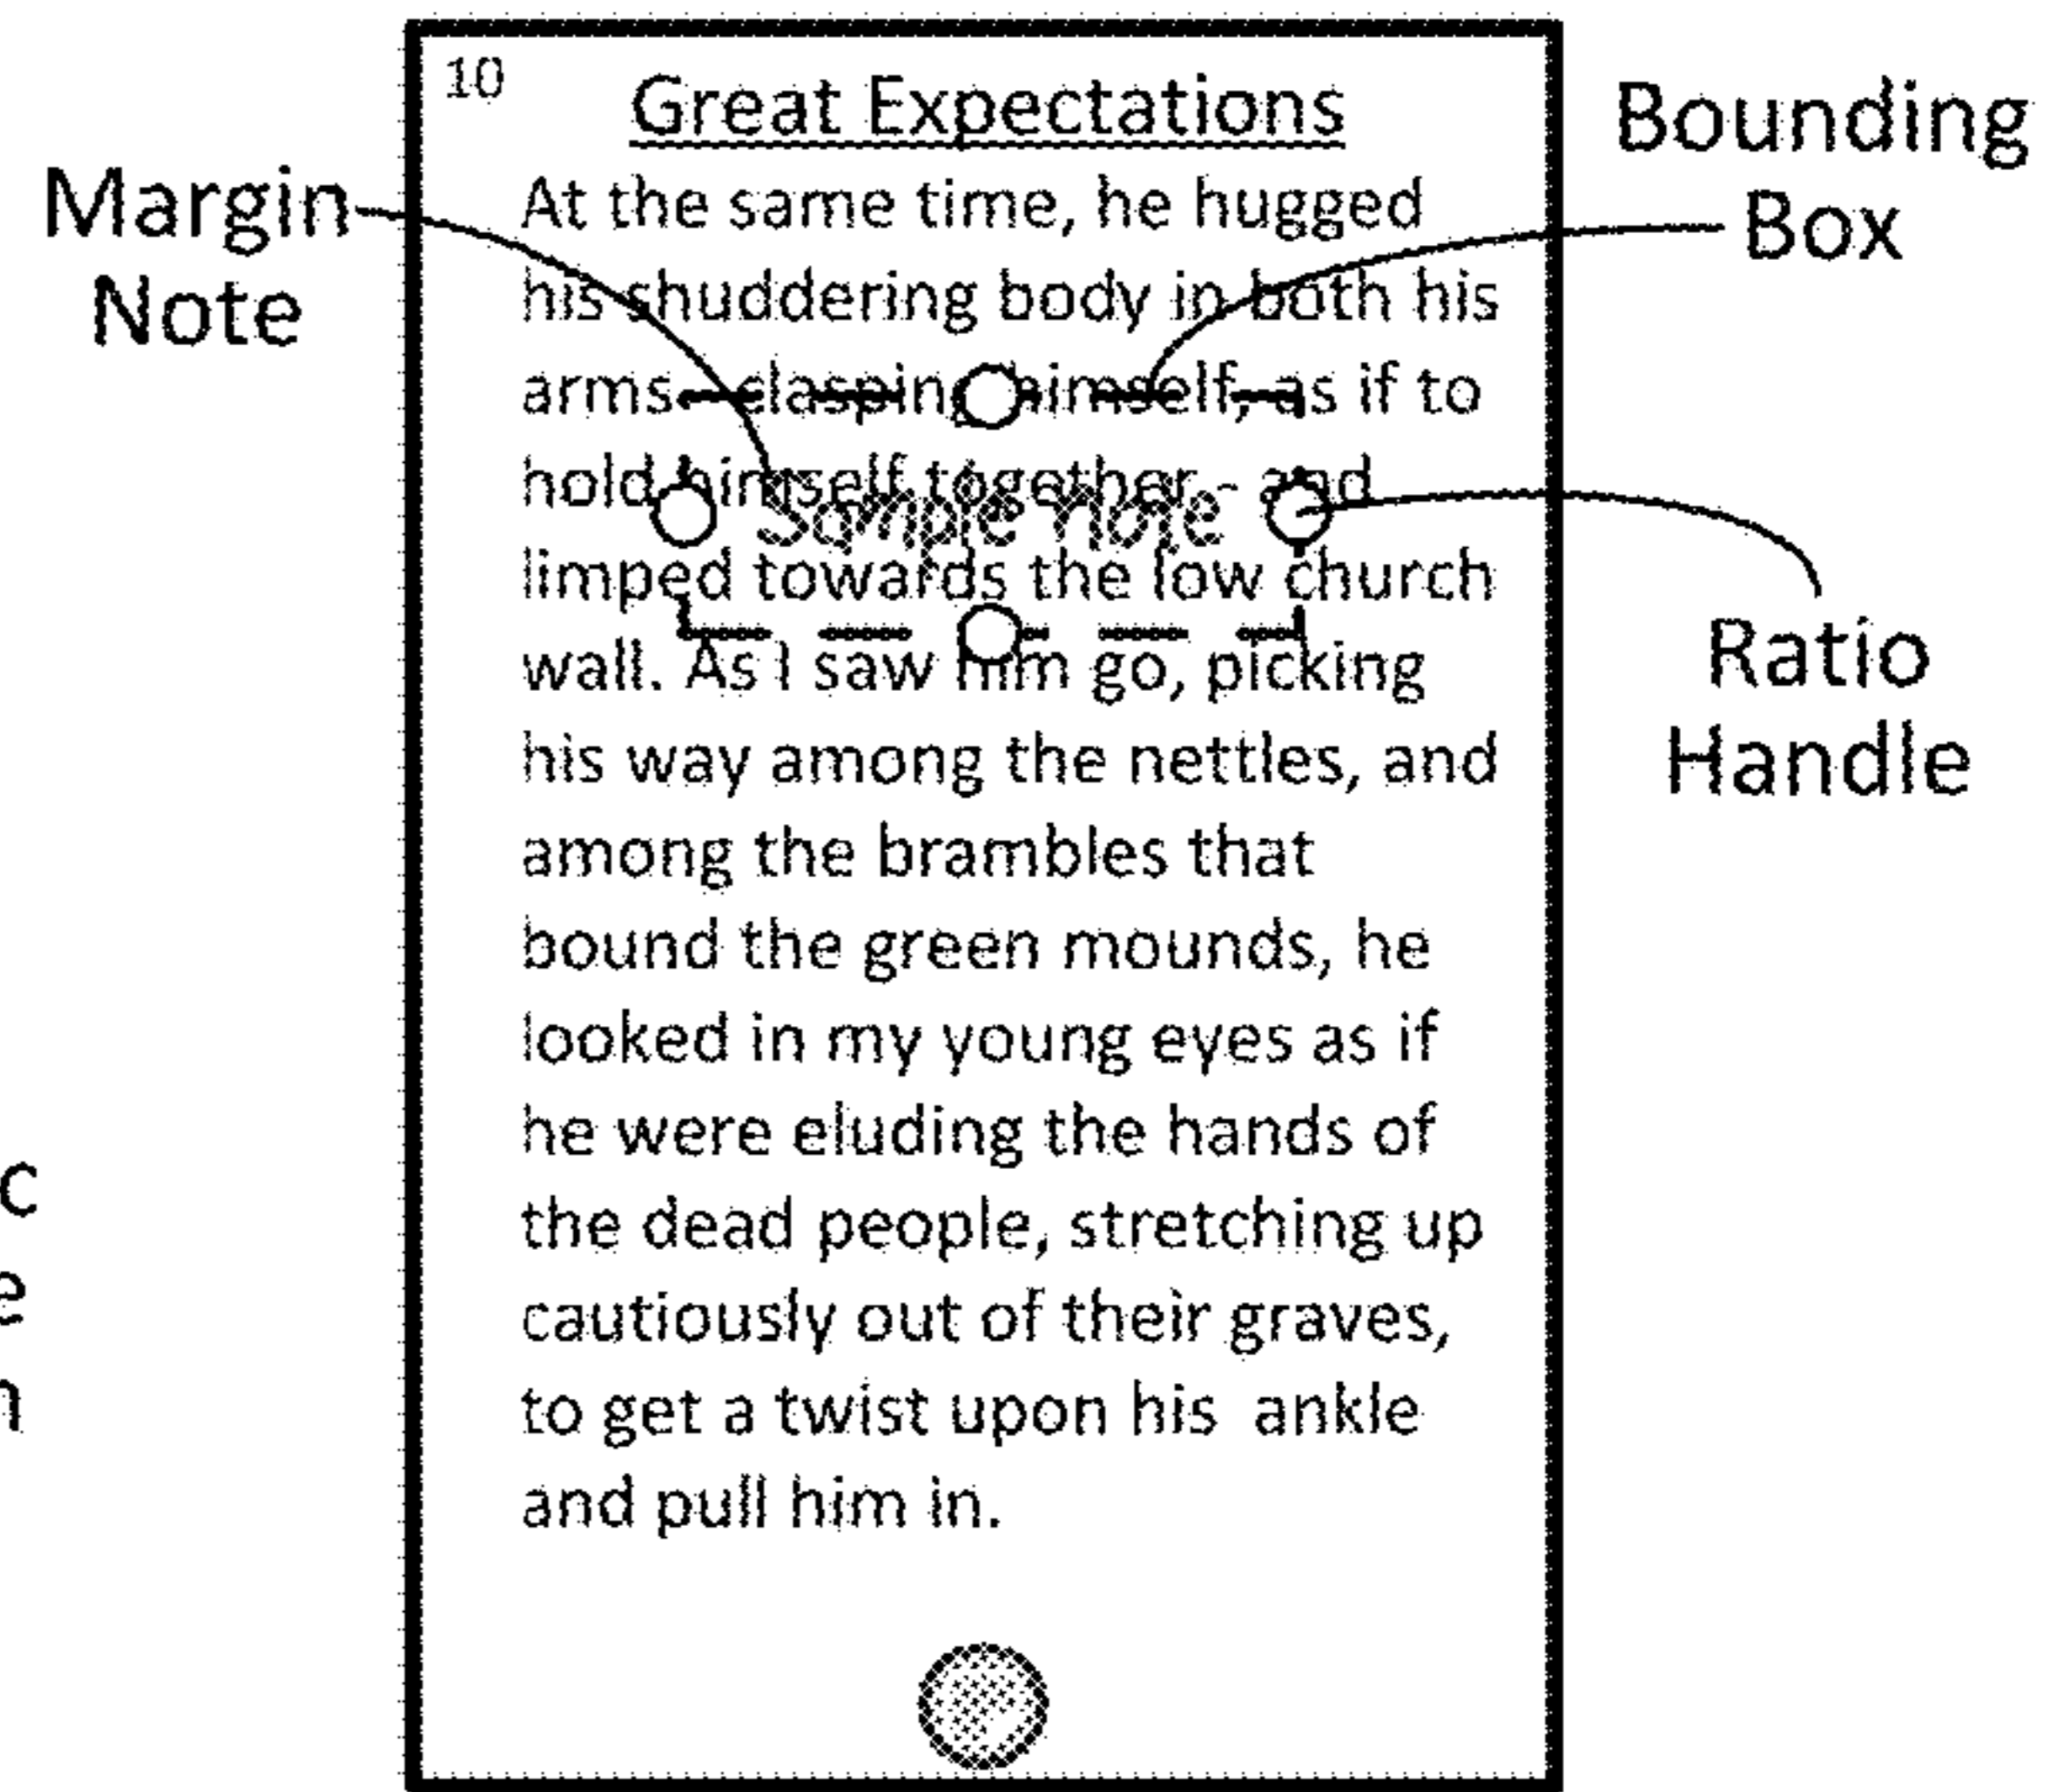 10
Great Expectations
At the same time, he hugged
his shuddering body in both his
arms - clasping himself, as if to
hold himself together - and
Sample Note
limped towards the low church
wall. As I saw him go, picking
his way among the nettles, and
among the brambles that
bound the green mounds, he
looked in my young eyes as if
he were eluding the hands of
the dead people, stretching up
cautiously out of their graves,
to get a twist upon his ankle
and pull him in.
Margin
Note
Bounding
Box
Ratio
Handle
c
e